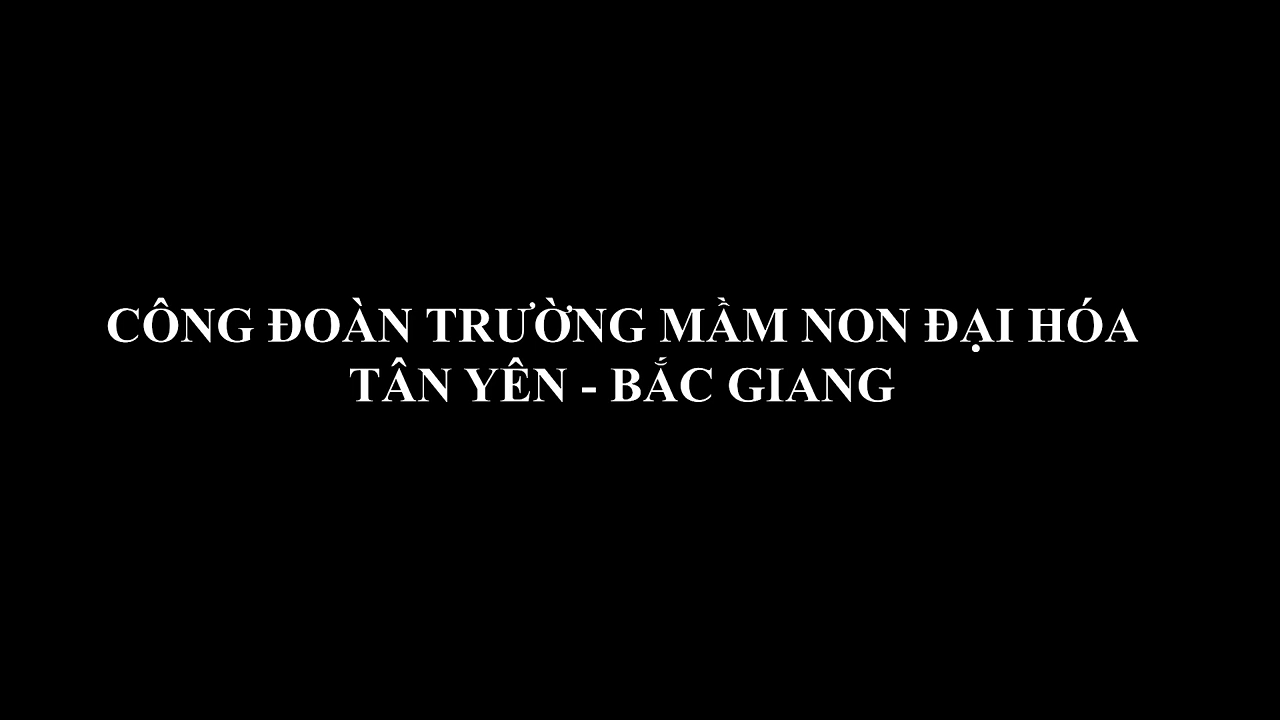 CÔNG ĐOÀN TRƯỜNG MẦM NON ĐẠI HÓA
TÂN YÊN - BẮC GIANG